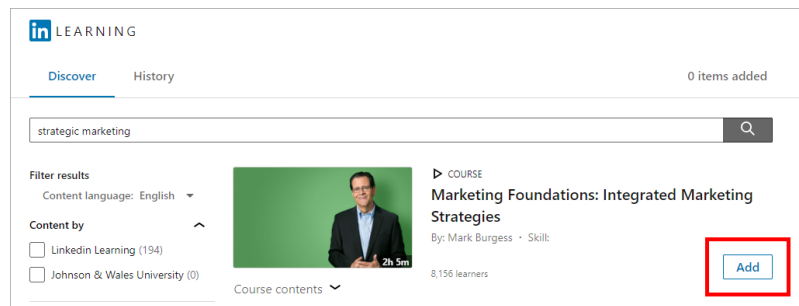 in LEARNING
Discover History 0 items added
strategic marketing
Filter results
Content language: English
Content by
Linkedin Learning (194)
Johnson & Wales University (0)
2h 5m
Course contents
COURSE
Marketing Foundations: Integrated Marketing
Strategies
By: Mark Burgess · Skill:
8,156 learners
Add